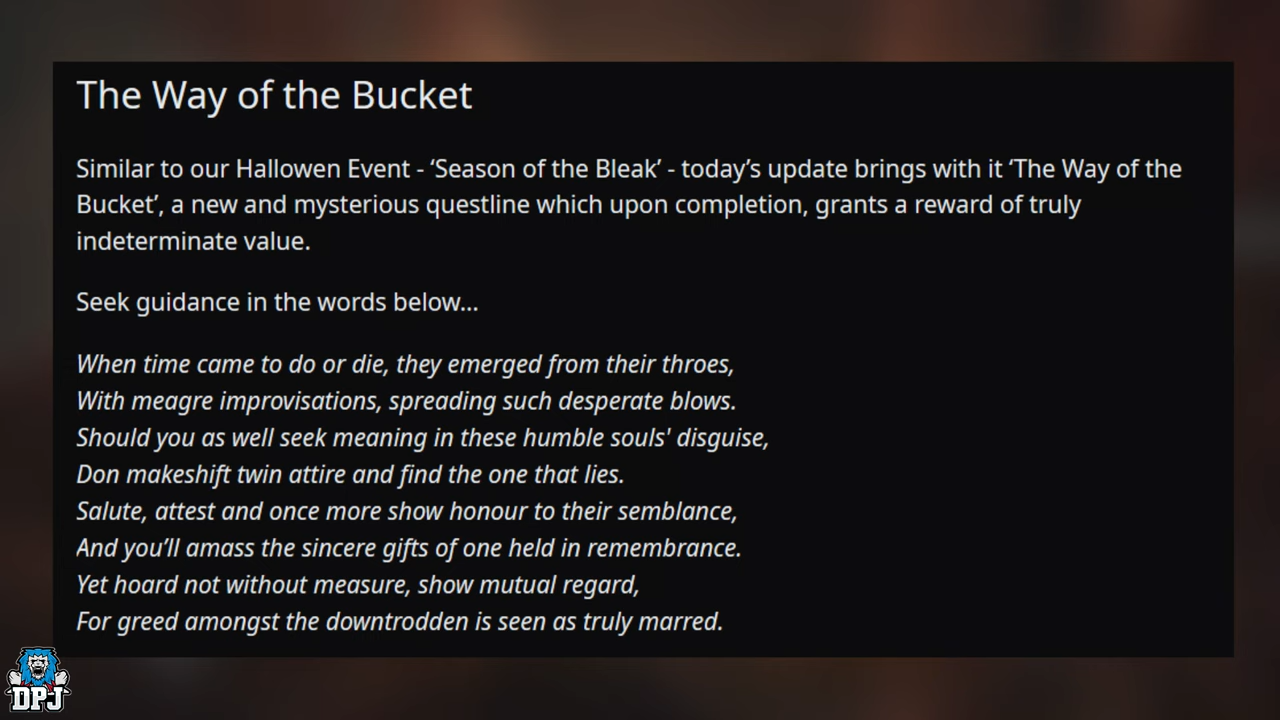 The Way of the Bucket
Similar to our Hallowen Event - ‘Season of the Bleak’ - today’s update brings with it ‘The Way of the
Bucket’, a new and mysterious questline which upon completion, grants a reward of truly
indeterminate value.
Seek guidance in the words below...
When time came to do or die, they emerged from their throes,
With meagre improvisations, spreading such desperate blows.
Should you as well seek meaning in these humble souls' disguise,
Don makeshift twin attire and find the one that lies.
Salute, attest and once more show honour to their semblance,
And you’ll amass the sincere gifts of one held in remembrance.
Yet hoard not without measure, show mutual regard,
For greed amongst the downtrodden is seen as truly marred.
DPJ